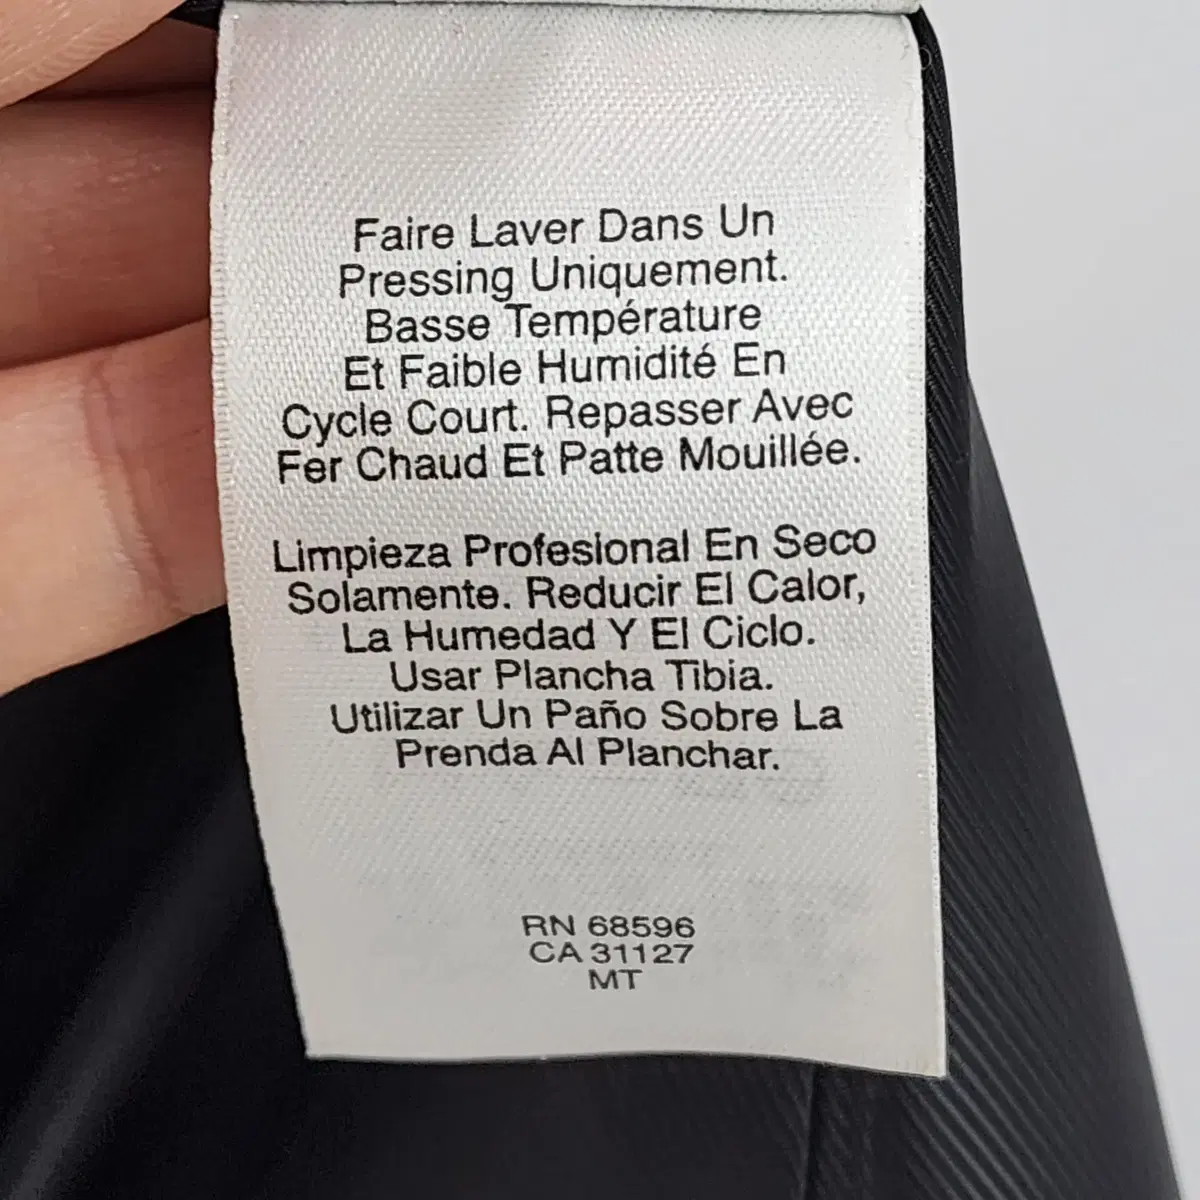 Faire Laver Dans Un
Pressing Uniquement.
Basse Température
Et Faible Humidité En
Cycle Court. Repasser Avec
Fer Chaud Et Patte Mouillée.
Limpieza Profesional En Seco
Solamente. Reducir El Calor,
La Humedad Y El Ciclo.
Usar Plancha Tibia.
Utilizar Un Paño Sobre La
Prenda Al Planchar.
RN 68596
CA 31127
MT